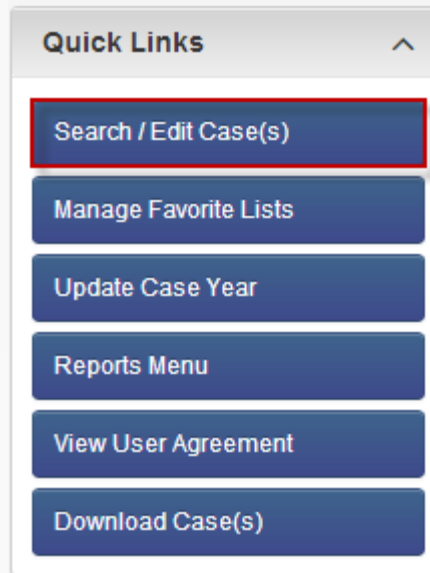 Quick Links
Search / Edit Case(s)
Manage Favorite Lists
Update Case Year
Reports Menu
View User Agreement
Download Case(s)